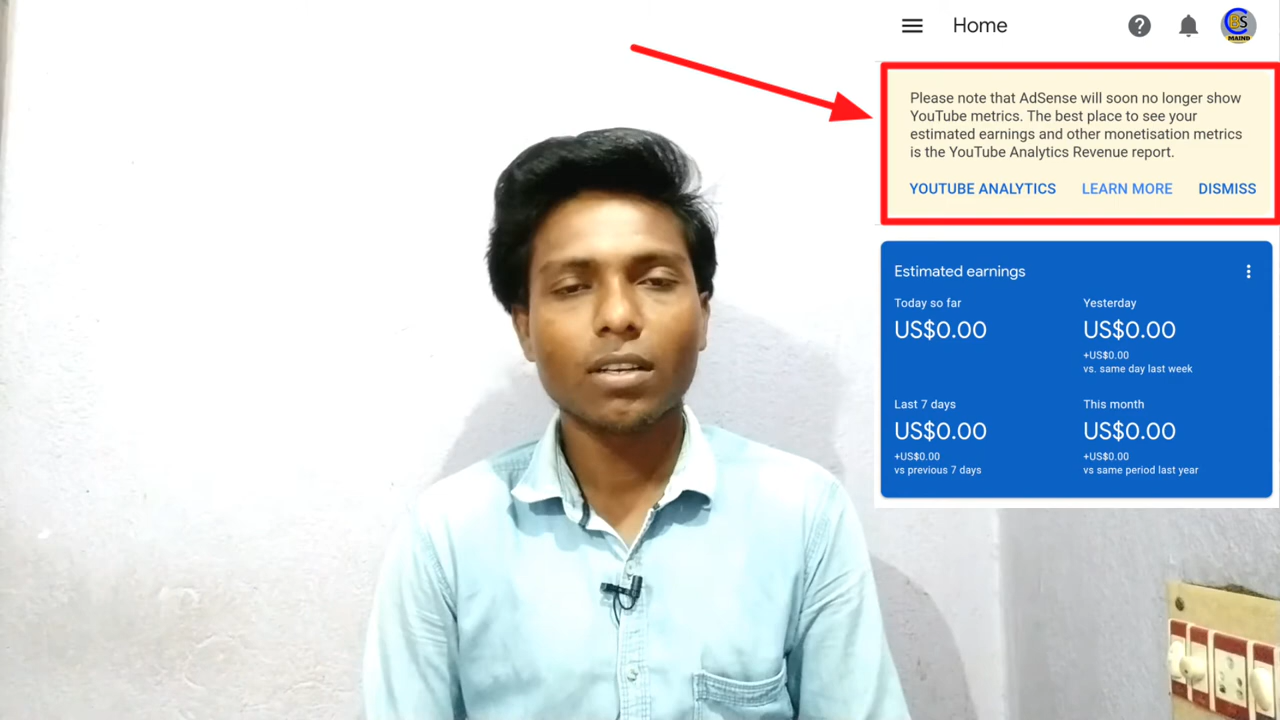 Home
CBS
MAIND
Please note that AdSense will soon no longer show
YouTube metrics. The best place to see your
estimated earnings and other monetisation metrics
is the YouTube Analytics Revenue report.
YOUTUBE ANALYTICS LEARN MORE DISMISS
Estimated earnings
Today so far Yesterday
US$0.00 US$0.00
+US$0.00
vs. same day last week
Last 7 days This month
US$0.00 US$0.00
+US$0.00 +US$0.00
vs previous 7 days vs same period last year